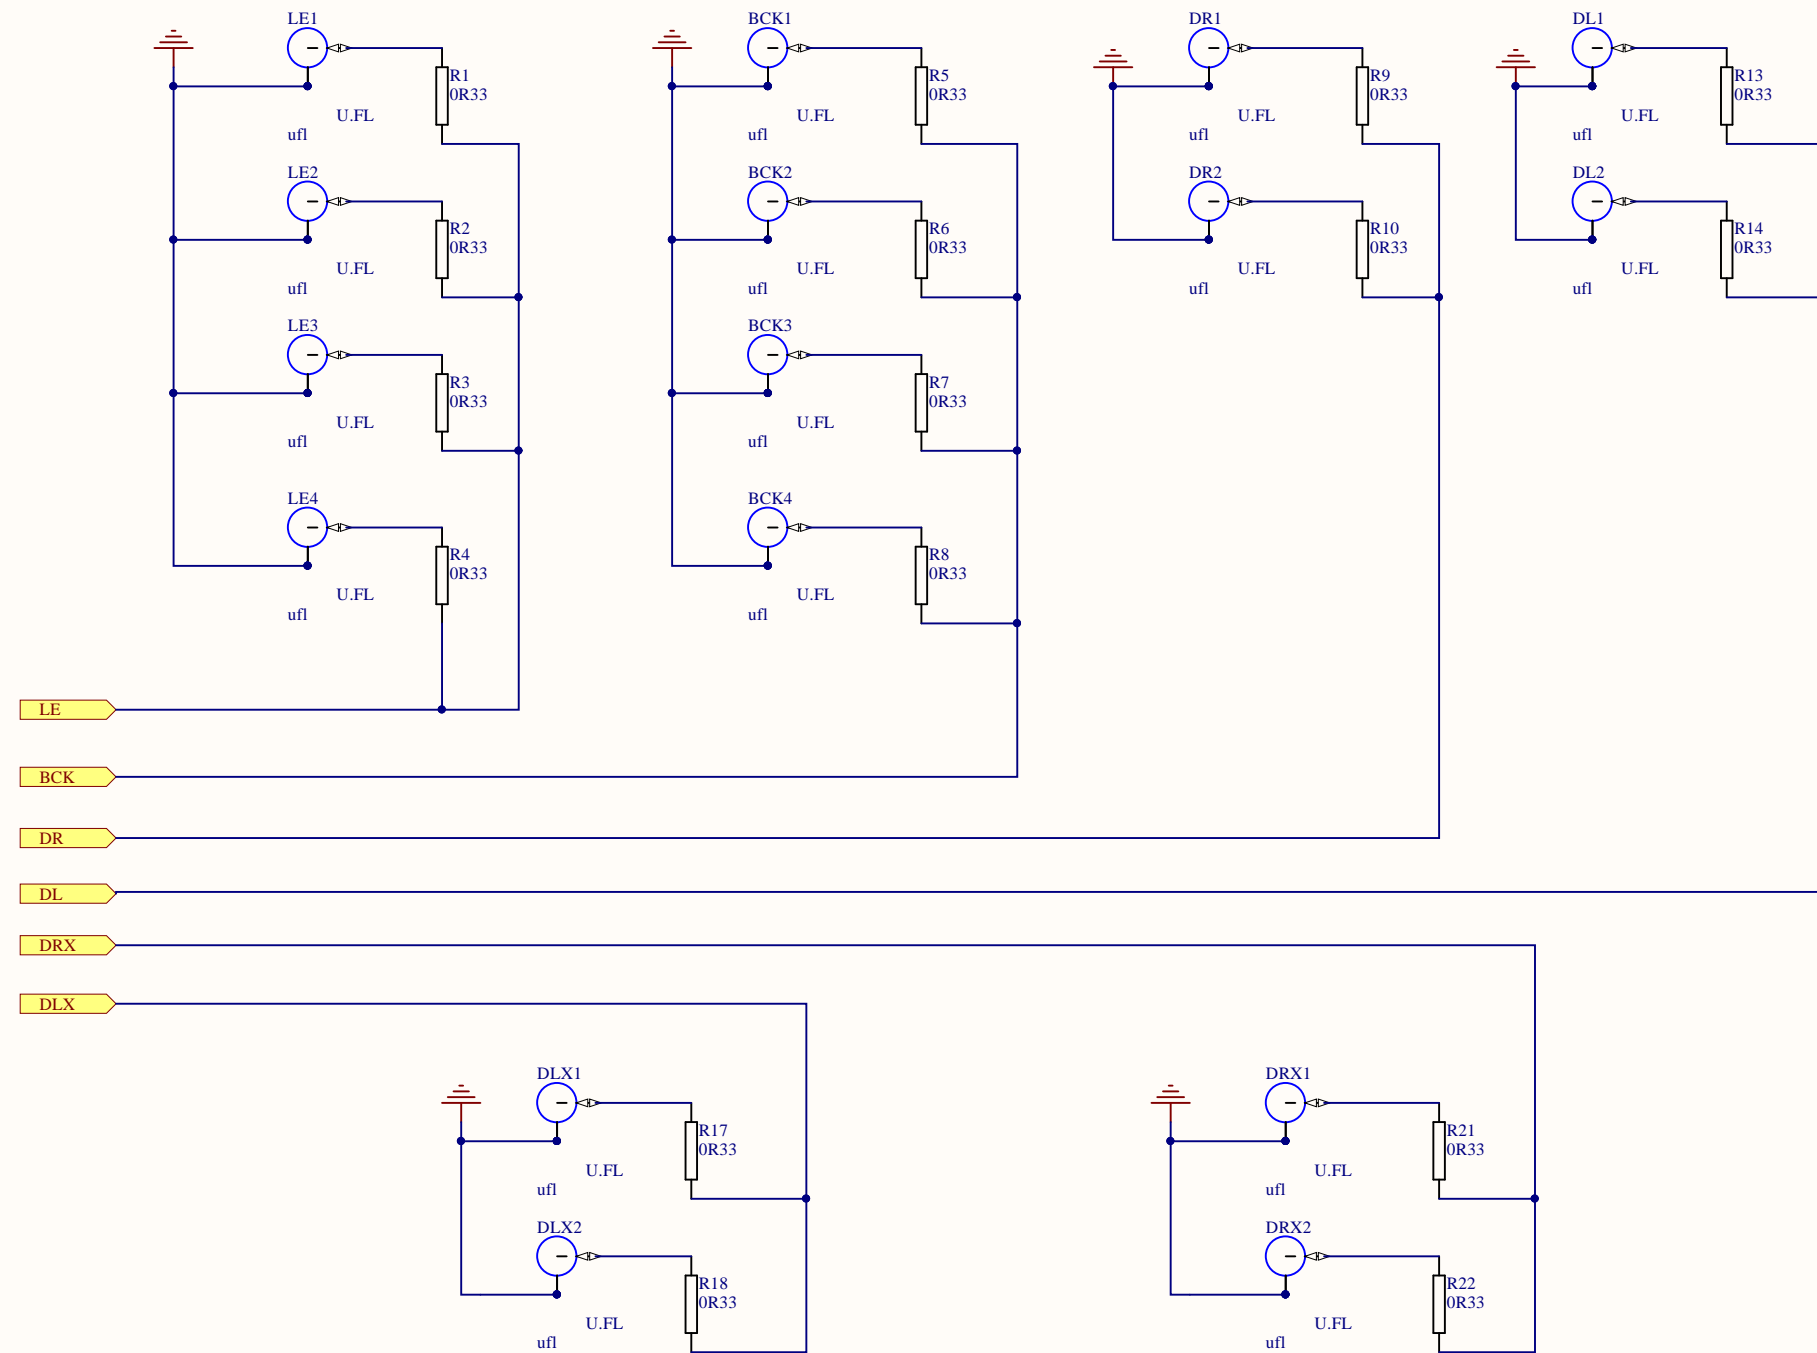 LE1
R1
0R33
U.FL
ufl
LE2
R2
0R33
U.FL
ufl
LE3
R3
0R33
U.FL
ufl
LE4
R4
0R33
U.FL
ufl
BCK1
R5
0R33
U.FL
ufl
BCK2
R6
0R33
U.FL
ufl
BCK3
R7
0R33
U.FL
ufl
BCK4
R8
0R33
U.FL
ufl
DR1
R9
0R33
U.FL
ufl
DR2
R10
0R33
U.FL
ufl
DL1
R13
0R33
U.FL
ufl
DL2
R14
0R33
U.FL
ufl
LE
BCK
DR
DL
DRX
DLX
DLX1
R17
0R33
U.FL
ufl
DLX2
R18
0R33
U.FL
ufl
DRX1
R21
0R33
U.FL
ufl
DRX2
R22
0R33
U.FL
ufl